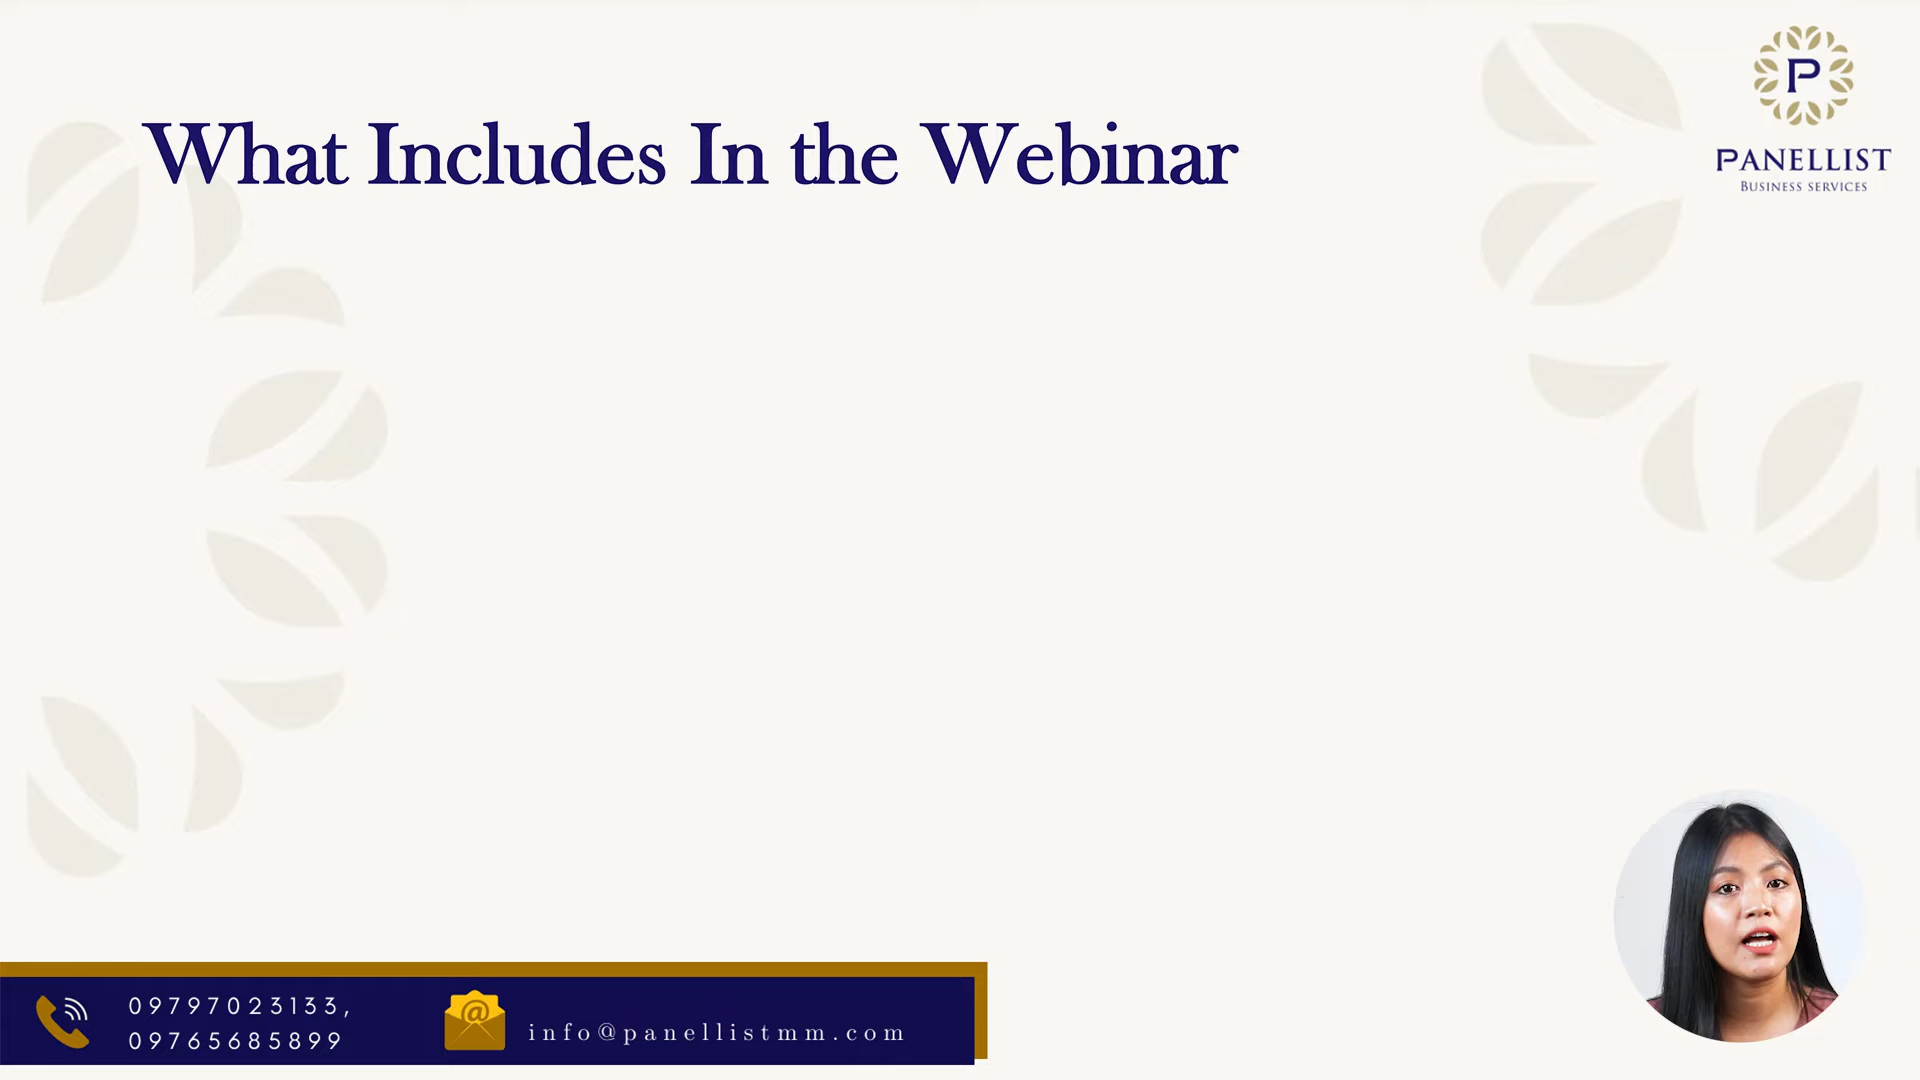 What Includes In the Webinar
P
PANELLIST
BUSINESS SERVICES
09797023133,
09765685899
@
info@panellistmm.com